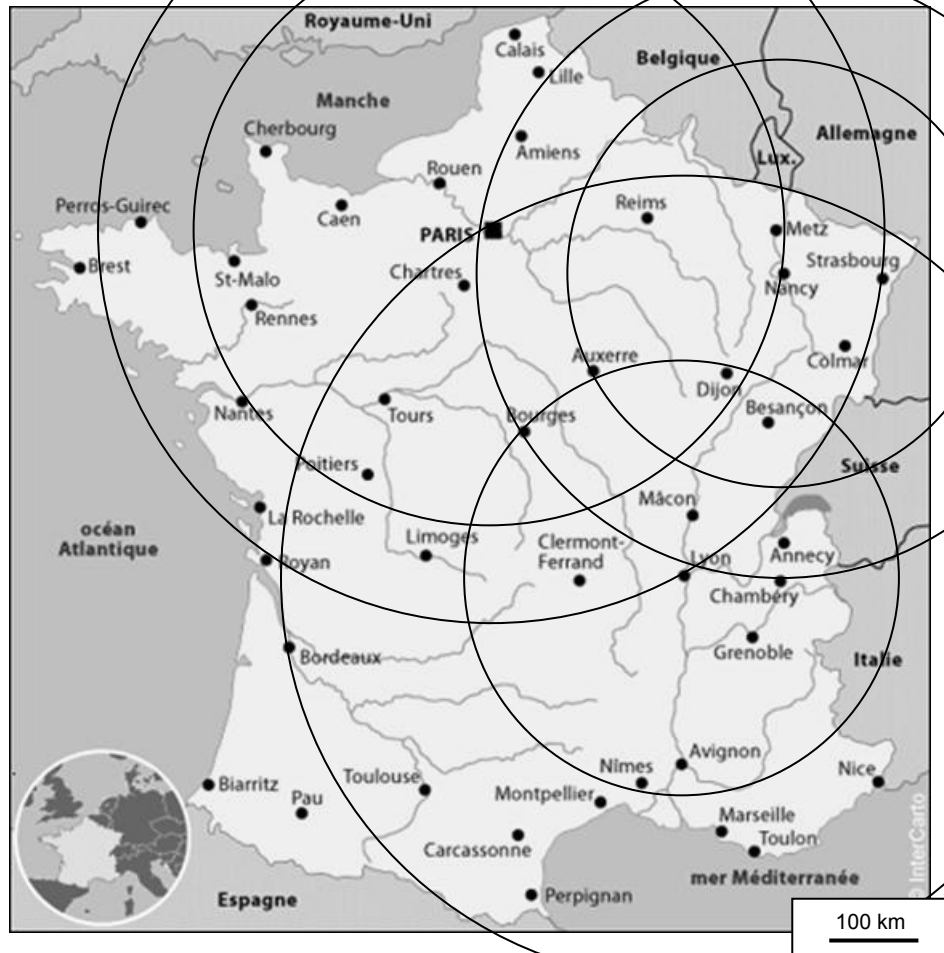 Royaume-Uni
Calais
Belgique
Lille
Manche
Cherbourg
Allemagne
Amiens
Lux.
Rouen
Reims
Perros-Guirec
Caen
PARIS
Metz
Strasbourg
Brest
St-Malo
Chartres
Nancy
Rennes
Auxerre
Colmar
Dijon
Nantes
Tours
Bourges
Besançon
Poitiers
Suisse
Mâcon
La Rochelle
océan
Atlantique
Limoges
Clermont-
Ferrand
Annecy
Royan
Lyon
Chambéry
Grenoble
Bordeaux
Italie
Avignon
Nîmes
Nice
Biarritz
Toulouse
Pau
Montpellier
Marseille
Toulon
Carcassonne
mer Méditerranée
Espagne
Perpignan
© InterCarto
100 km